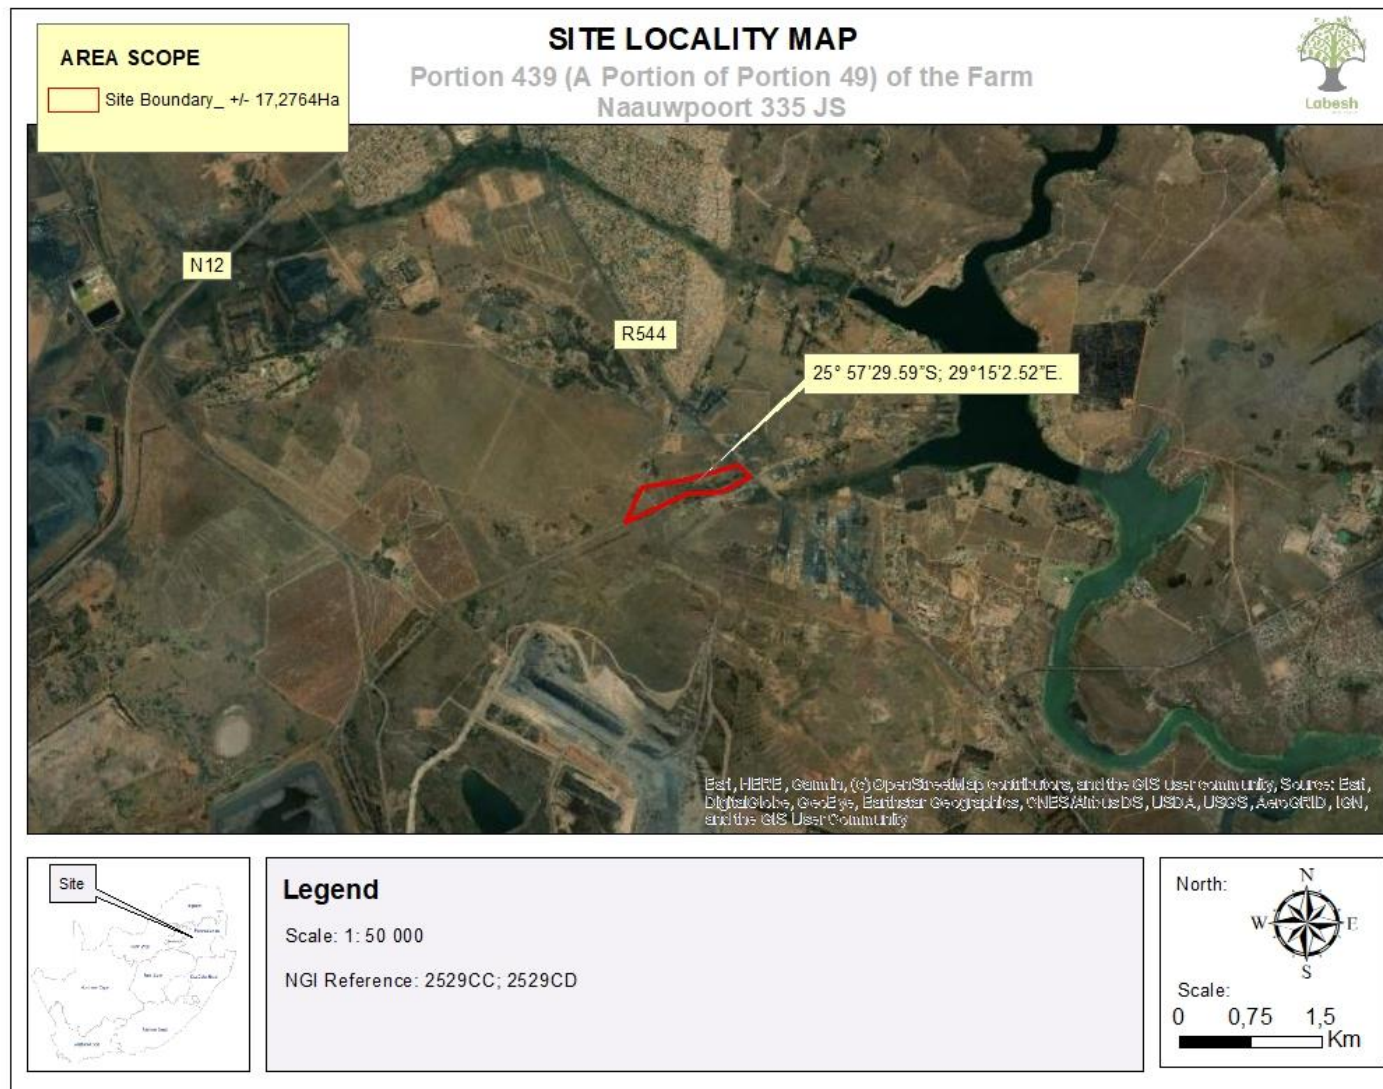 SITE LOCALITY MAP
Portion 439 (A Portion of Portion 49) of the Farm
Naauwpoort 335 JS
AREA SCOPE
Site Boundary_ +/- 17,2764Ha
Labesh
N12
R544
25° 57'29.59"S; 29°15'2.52"E.
Esri, HERE, Garmin, (c) OpenStreetMap contributors, and the GIS user community, Source: Esri,
DigitalGlobe, GeoEye, Earthstar Geographics, CNES/Airbus DS, USDA, USGS, AeroGRID, IGN,
and the GIS User Community
Site
Legend
Scale: 1: 50 000
NGI Reference: 2529CC; 2529CD
North:
N
W
E
S
Scale:
0 0,75 1,5
Km